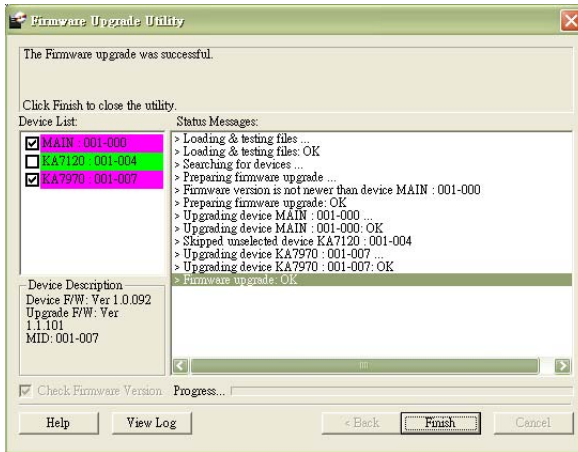 Firmware Upgrade Utility
The Firmware upgrade was successful.
Click Finish to close the utility.
Device List:
MAIN : 001-000
KA7120 : 001-004
KA7970 : 001-007
Status Messages:
> Loading & testing files ...
> Loading & testing files: OK
> Searching for devices ...
> Preparing firmware upgrade ...
> Firmware version is not newer than device MAIN : 001-000
> Preparing firmware upgrade: OK
> Upgrading device MAIN : 001-000 ...
> Upgrading device MAIN : 001-000: OK
> Skipped unselected device KA7120 : 001-004
> Upgrading device KA7970 : 001-007 ...
> Upgrading device KA7970 : 001-007: OK
> Firmware upgrade: OK
Device Description
Device F/W: Ver 1.0.092
Upgrade F/W: Ver
1.1.101
MID: 001-007
Check Firmware Version
Progress...
Help
View Log
< Back
Finish
Cancel